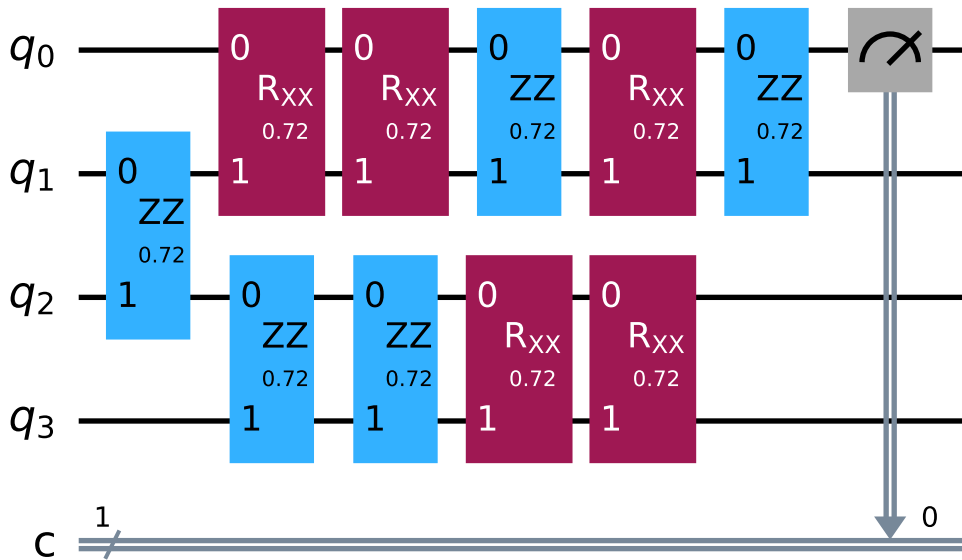 q0 0 0 0 0 0
RXX RXX ZZ RXX ZZ
0.72 0.72 0.72 0.72 0.72
q1 0 1 1 1 1 1
ZZ
0.72
q2 1 0 0 0 0
ZZ ZZ RXX RXX
0.72 0.72 0.72 0.72
q3 1 1 1 1
1 0
c